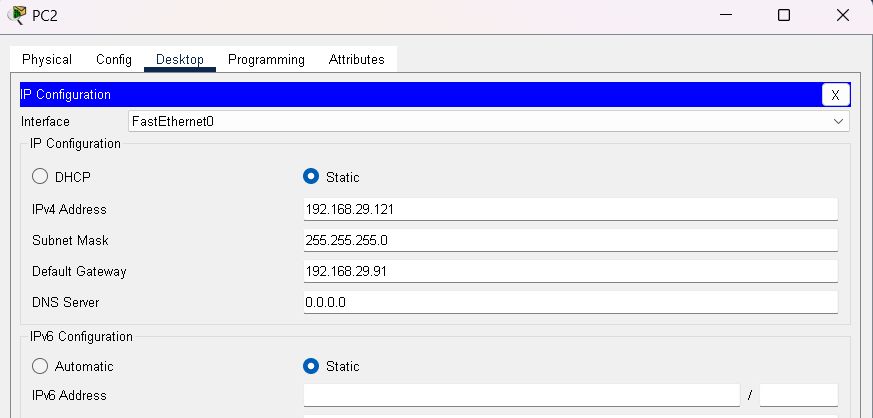 PC2
Physical Config Desktop Programming Attributes
IP Configuration X
Interface FastEthernet0
IP Configuration
DHCP Static
IPv4 Address 192.168.29.121
Subnet Mask 255.255.255.0
Default Gateway 192.168.29.91
DNS Server 0.0.0.0
IPv6 Configuration
Automatic Static
IPv6 Address /